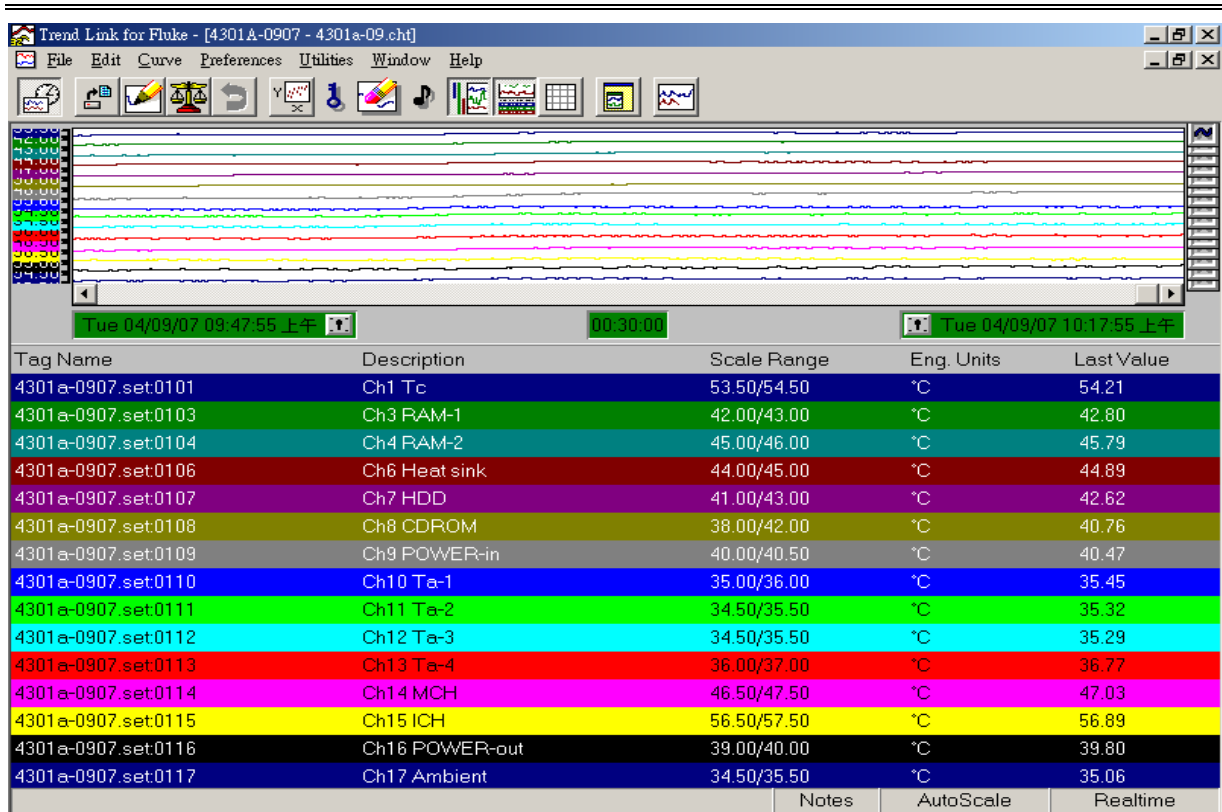 Trend Link for Fluke - [4301A-0907 - 4301a-09.cht]
File Edit Curve Preferences Utilities Window Help
Tue 04/09/07 09:47:55 上午 00:30:00 Tue 04/09/07 10:17:55 上午
Tag Name Description Scale Range Eng. Units Last Value
4301a-0907.set:0101 Ch1 Tc 53.50/54.50 °C 54.21
4301a-0907.set:0103 Ch3 RAM-1 42.00/43.00 °C 42.80
4301a-0907.set:0104 Ch4 RAM-2 45.00/46.00 °C 45.79
4301a-0907.set:0106 Ch6 Heat sink 44.00/45.00 °C 44.89
4301a-0907.set:0107 Ch7 HDD 41.00/43.00 °C 42.62
4301a-0907.set:0108 Ch8 CDROM 38.00/42.00 °C 40.76
4301a-0907.set:0109 Ch9 POWER-in 40.00/40.50 °C 40.47
4301a-0907.set:0110 Ch10 Ta-1 35.00/36.00 °C 35.45
4301a-0907.set:0111 Ch11 Ta-2 34.50/35.50 °C 35.32
4301a-0907.set:0112 Ch12 Ta-3 34.50/35.50 °C 35.29
4301a-0907.set:0113 Ch13 Ta-4 36.00/37.00 °C 36.77
4301a-0907.set:0114 Ch14 MCH 46.50/47.50 °C 47.03
4301a-0907.set:0115 Ch15 ICH 56.50/57.50 °C 56.89
4301a-0907.set:0116 Ch16 POWER-out 39.00/40.00 °C 39.80
4301a-0907.set:0117 Ch17 Ambient 34.50/35.50 °C 35.06
Notes AutoScale Realtime